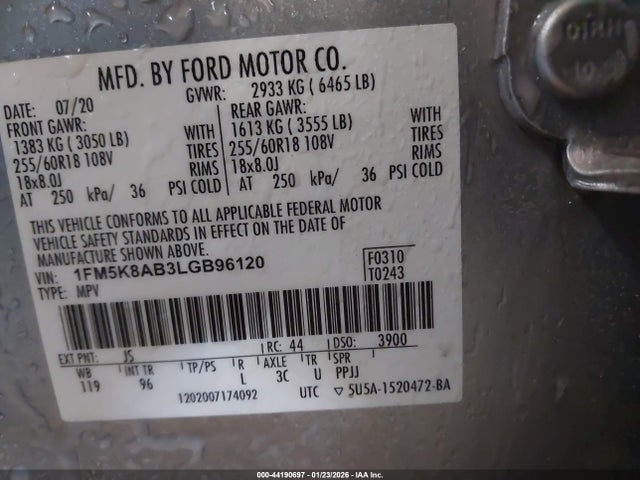 MFD. BY FORD MOTOR CO.
DATE: 07/20 GVWR: 2933 KG ( 6465 LB)
FRONT GAWR: REAR GAWR:
1383 KG ( 3050 LB) WITH 1613 KG ( 3555 LB) WITH
255/60R18 108V TIRES 255/60R18 108V TIRES
18x8.0J RIMS 18x8.0J RIMS
AT 250 kPa/ 36 PSI COLD AT 250 kPa/ 36 PSI COLD
THIS VEHICLE CONFORMS TO ALL APPLICABLE FEDERAL MOTOR
VEHICLE SAFETY STANDARDS IN EFFECT ON THE DATE OF
MANUFACTURE SHOWN ABOVE.
VIN: 1FM5K8AB3LGB96120 F0310
TYPE: MPV T0243
EXT PNT: JS RC: 44 DSO: 3900
WB INT TR TP/PS R AXLE TR SPR
119 96 L 3C U PPJJ
1202007174092 UTC ▽ 5U5A-1520472-BA
000-44190697 - 01/23/2026 - IAA Inc.